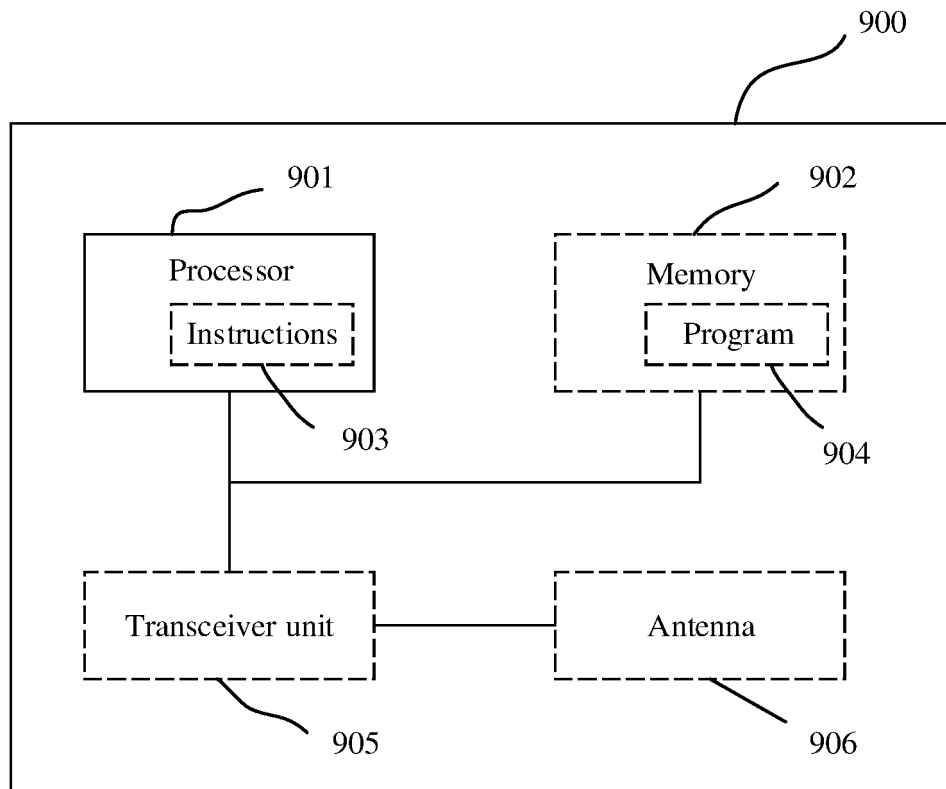 900
901
902
Processor
Memory
Instructions
Program
903
904
Transceiver unit
Antenna
905
906